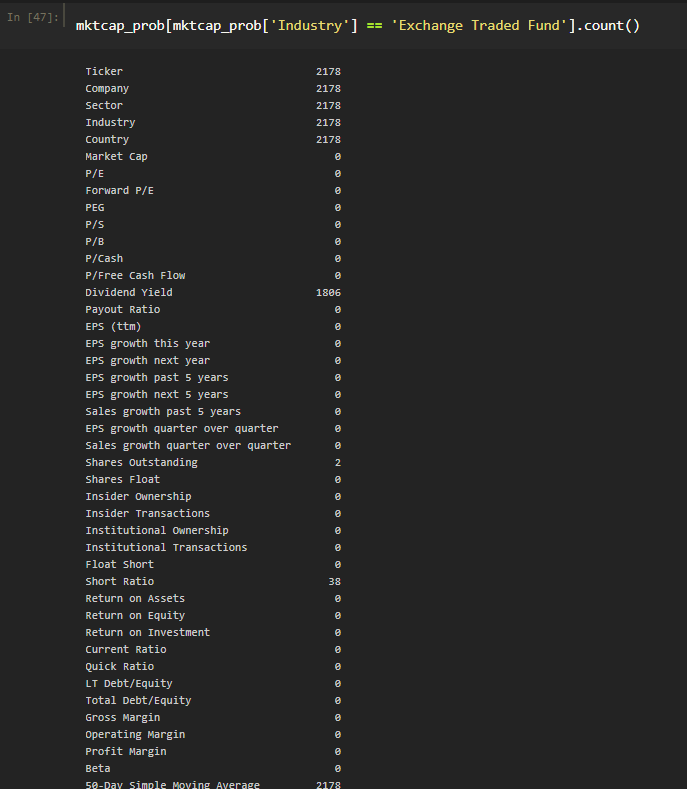 In [47]: mktcap_prob[mktcap_prob['Industry'] == 'Exchange Traded Fund'].count()
Ticker 2178
Company 2178
Sector 2178
Industry 2178
Country 2178
Market Cap 0
P/E 0
Forward P/E 0
PEG 0
P/S 0
P/B 0
P/Cash 0
P/Free Cash Flow 0
Dividend Yield 1806
Payout Ratio 0
EPS (ttm) 0
EPS growth this year 0
EPS growth next year 0
EPS growth past 5 years 0
EPS growth next 5 years 0
Sales growth past 5 years 0
EPS growth quarter over quarter 0
Sales growth quarter over quarter 0
Shares Outstanding 2
Shares Float 0
Insider Ownership 0
Insider Transactions 0
Institutional Ownership 0
Institutional Transactions 0
Float Short 0
Short Ratio 38
Return on Assets 0
Return on Equity 0
Return on Investment 0
Current Ratio 0
Quick Ratio 0
LT Debt/Equity 0
Total Debt/Equity 0
Gross Margin 0
Operating Margin 0
Profit Margin 0
Beta 0
50-Day Simple Moving Average 2178